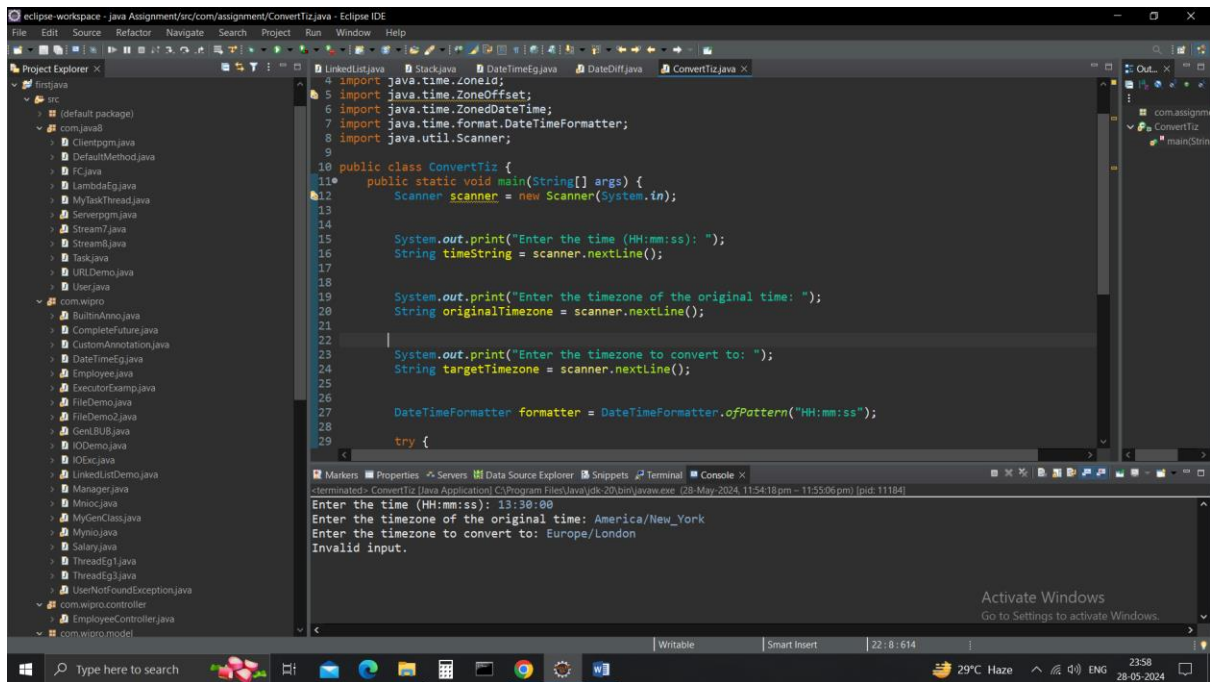 eclipse-workspace - java Assignment/src/com/assignment/ConvertTiz.java - Eclipse IDE
File Edit Source Refactor Navigate Search Project Run Window Help
Project Explorer
firstjava
src
(default package)
com.java8
Clientpgm.java
DefaultMethod.java
FC.java
LambdaEg.java
MyTaskThread.java
Serverpgm.java
Stream7.java
Stream8.java
Task.java
URLDemo.java
User.java
com.wipro
BuiltinAnno.java
CompleteFuture.java
CustomAnnotation.java
DateTimeEg.java
Employee.java
ExecutorExamp.java
FileDemo.java
FileDemo2.java
GenLBUB.java
IODemo.java
IOExc.java
LinkedListDemo.java
Manager.java
Mnioc.java
MyGenClass.java
Mynio.java
Salary.java
ThreadEg1.java
ThreadEg3.java
UserNotFoundException.java
com.wipro.controller
EmployeeController.java
com.wipro.model
LinkedList.java Stack.java DateTimeEg.java DateDiff.java ConvertTiz.java
4 import java.time.ZoneId;
5 import java.time.ZoneOffset;
6 import java.time.ZonedDateTime;
7 import java.time.format.DateTimeFormatter;
8 import java.util.Scanner;
9
10 public class ConvertTiz {
11 public static void main(String[] args) {
12 Scanner scanner = new Scanner(System.in);
13
14
15 System.out.print("Enter the time (HH:mm:ss): ");
16 String timeString = scanner.nextLine();
17
18
19 System.out.print("Enter the timezone of the original time: ");
20 String originalTimezone = scanner.nextLine();
21
22
23 System.out.print("Enter the timezone to convert to: ");
24 String targetTimezone = scanner.nextLine();
25
26
27 DateTimeFormatter formatter = DateTimeFormatter.ofPattern("HH:mm:ss");
28
29 try {
Out...
com.assignm
ConvertTiz
main(Strin
Markers Properties Servers Data Source Explorer Snippets Terminal Console
<terminated> ConvertTiz [Java Application] C:\Program Files\Java\jdk-20\bin\javaw.exe (28-May-2024, 11:54:18 pm – 11:55:06 pm) [pid: 11184]
Enter the time (HH:mm:ss): 13:30:00
Enter the timezone of the original time: America/New_York
Enter the timezone to convert to: Europe/London
Invalid input.
Activate Windows
Go to Settings to activate Windows.
Writable Smart Insert 22 : 8 : 614
Type here to search
29°C Haze ENG 23:58
28-05-2024